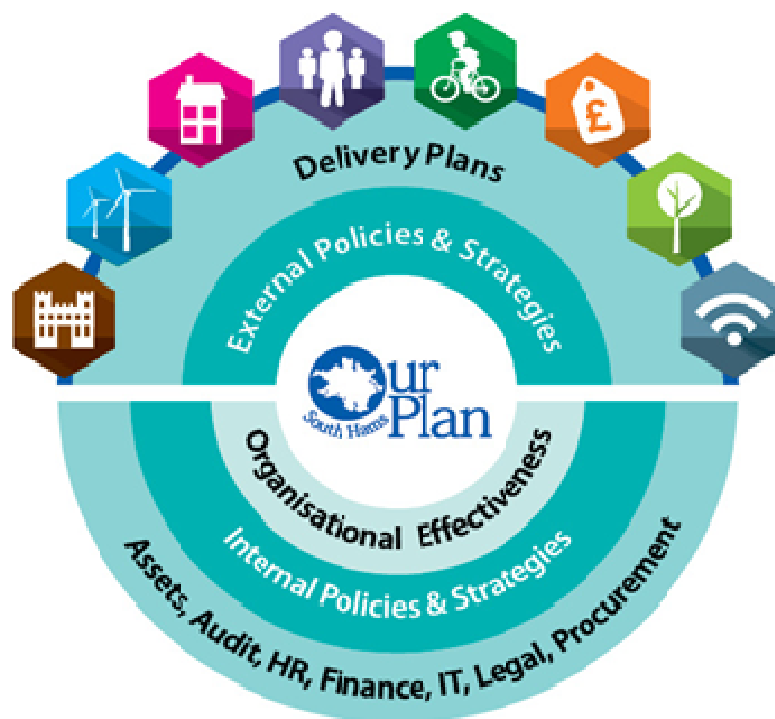 Delivery Plans
External Policies & Strategies
Our
South Hams Plan
Organisational Effectiveness
Internal Policies & Strategies
Assets, Audit, HR, Finance, IT, Legal, Procurement
£